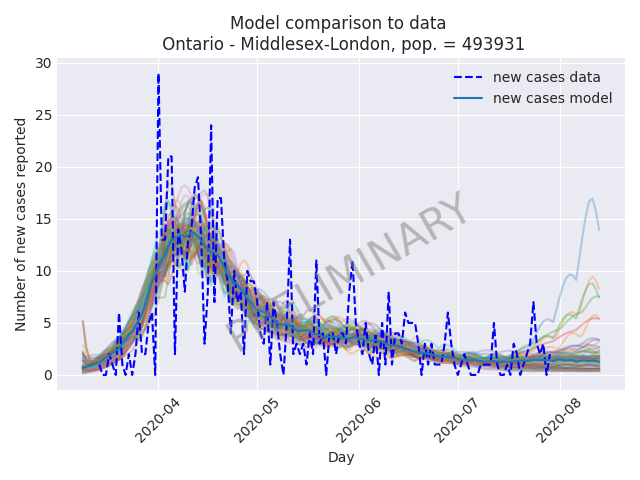 Model comparison to data
Ontario - Middlesex-London, pop. = 493931
Number of new cases reported
30
25
20
15
10
5
0
new cases data
new cases model
PRELIMINARY
2020-04
2020-05
2020-06
2020-07
2020-08
Day